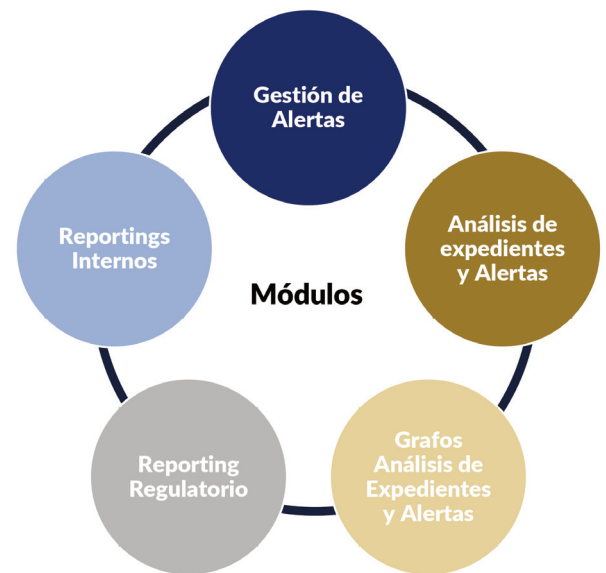 Gestión de
Alertas
Análisis de
expedientes
y Alertas
Grafos
Análisis de
Expedientes
y Alertas
Reporting
Regulatorio
Reportings
Internos
Módulos